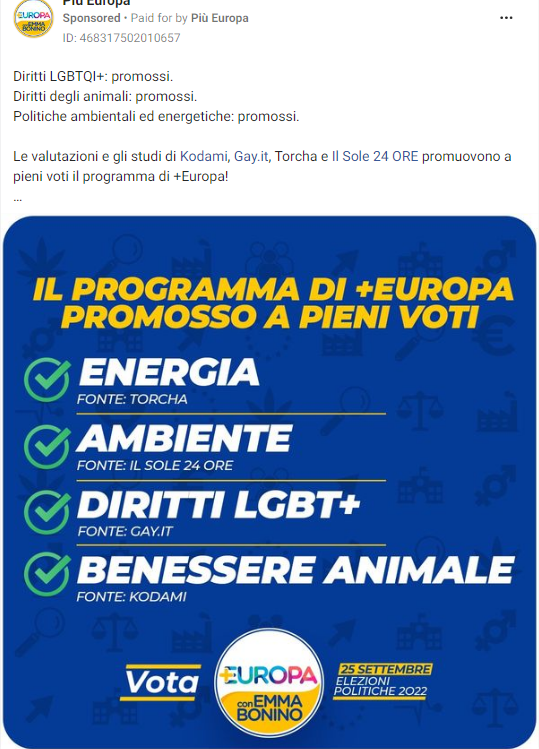 Più Europa
Sponsored • Paid for by Più Europa
ID: 468317502010657
Diritti LGBTQI+: promossi.
Diritti degli animali: promossi.
Politiche ambientali ed energetiche: promossi.
Le valutazioni e gli studi di Kodami, Gay.it, Torcha e Il Sole 24 ORE promuovono a
pieni voti il programma di +Europa!
...
IL PROGRAMMA DI +EUROPA
PROMOSSO A PIENI VOTI
ENERGIA
FONTE: TORCHA
AMBIENTE
FONTE: IL SOLE 24 ORE
DIRITTI LGBT+
FONTE: GAY.IT
BENESSERE ANIMALE
FONTE: KODAMI
Vota
+EUROPA
con EMMA
BONINO
25 SETTEMBRE
ELEZIONI
POLITICHE 2022